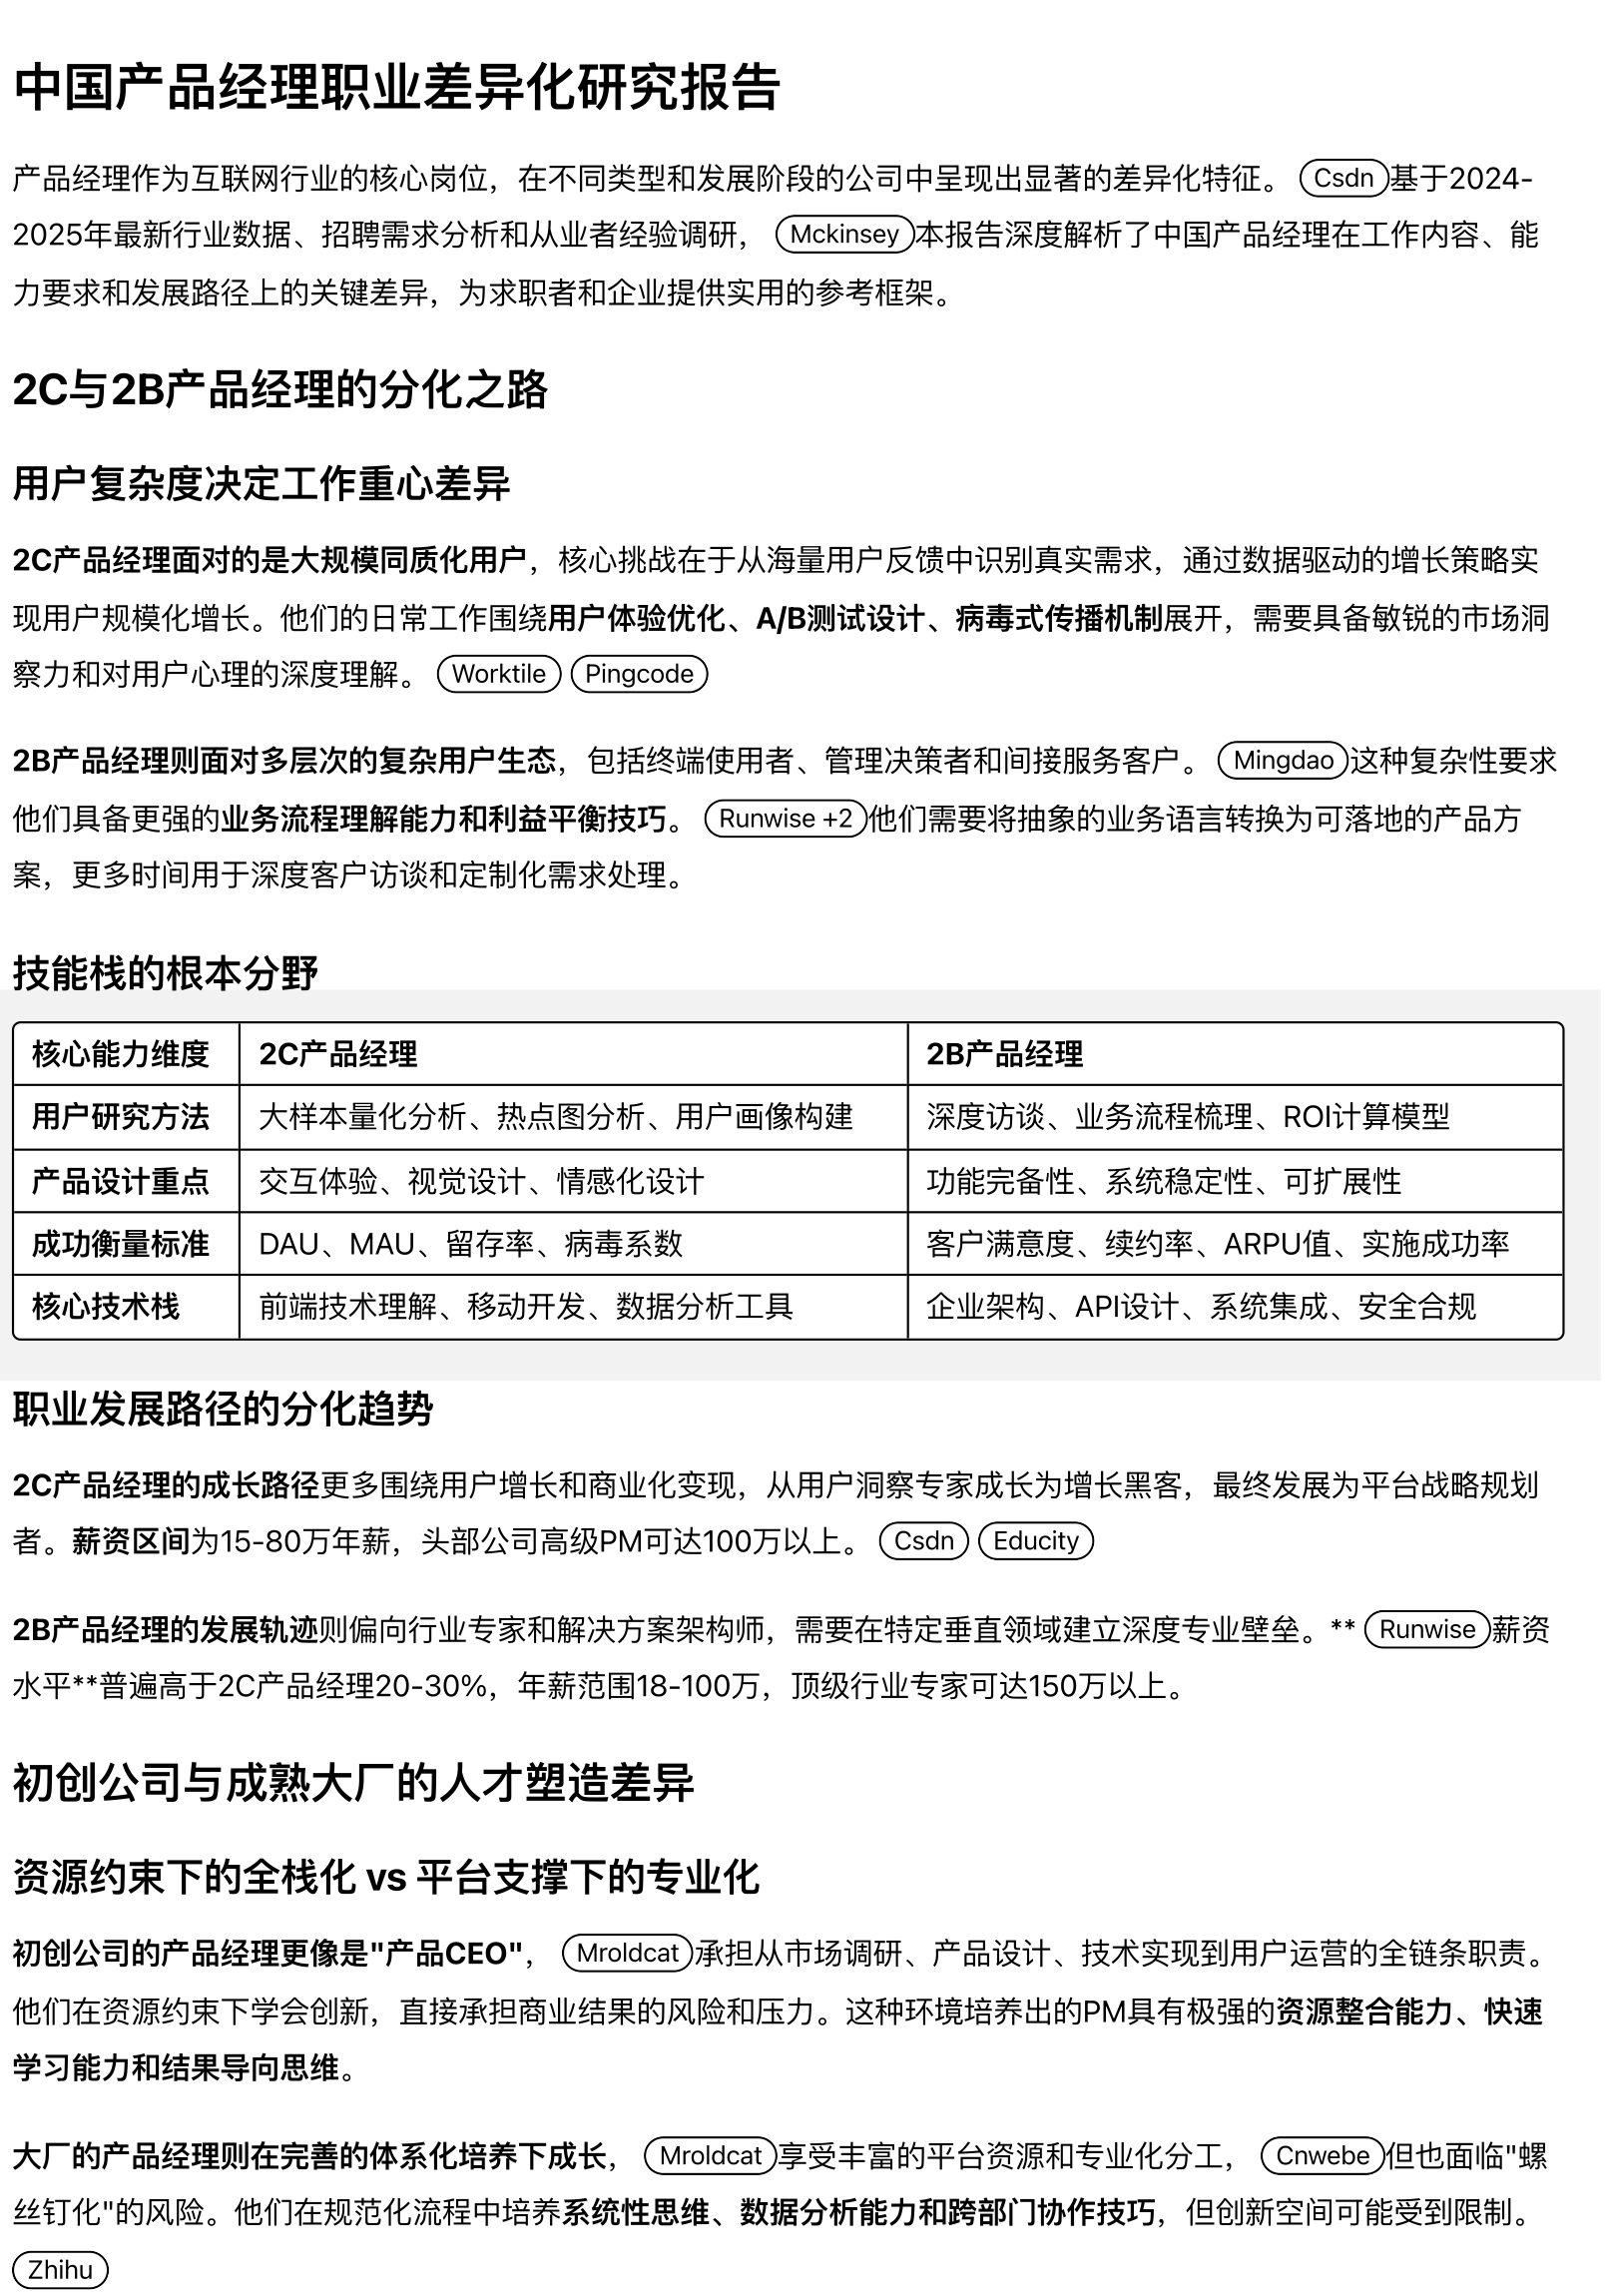 中国产品经理职业差异化研究报告
产品经理作为互联网行业的核心岗位，在不同类型和发展阶段的公司中呈现出显著的差异化特征。 Csdn 基于2024-
2025年最新行业数据、招聘需求分析和从业者经验调研， Mckinsey 本报告深度解析了中国产品经理在工作内容、能
力要求和发展路径上的关键差异，为求职者和企业提供实用的参考框架。
2C与2B产品经理的分化之路
用户复杂度决定工作重心差异
2C产品经理面对的是大规模同质化用户，核心挑战在于从海量用户反馈中识别真实需求，通过数据驱动的增长策略实
现用户规模化增长。他们的日常工作围绕用户体验优化、A/B测试设计、病毒式传播机制展开，需要具备敏锐的市场洞
察力和对用户心理的深度理解。 Worktile Pingcode
2B产品经理则面对多层次的复杂用户生态，包括终端使用者、管理决策者和间接服务客户。 Mingdao 这种复杂性要求
他们具备更强的业务流程理解能力和利益平衡技巧。 Runwise +2 他们需要将抽象的业务语言转换为可落地的产品方
案，更多时间用于深度客户访谈和定制化需求处理。
技能栈的根本分野
核心能力维度 2C产品经理 2B产品经理
用户研究方法 大样本量化分析、热点图分析、用户画像构建 深度访谈、业务流程梳理、ROI计算模型
产品设计重点 交互体验、视觉设计、情感化设计 功能完备性、系统稳定性、可扩展性
成功衡量标准 DAU、MAU、留存率、病毒系数 客户满意度、续约率、ARPU值、实施成功率
核心技术栈 前端技术理解、移动开发、数据分析工具 企业架构、API设计、系统集成、安全合规
职业发展路径的分化趋势
2C产品经理的成长路径更多围绕用户增长和商业化变现，从用户洞察专家成长为增长黑客，最终发展为平台战略规划
者。薪资区间为15-80万年薪，头部公司高级PM可达100万以上。 Csdn Educity
2B产品经理的发展轨迹则偏向行业专家和解决方案架构师，需要在特定垂直领域建立深度专业壁垒。** Runwise 薪资
水平**普遍高于2C产品经理20-30%，年薪范围18-100万，顶级行业专家可达150万以上。
初创公司与成熟大厂的人才塑造差异
资源约束下的全栈化 vs 平台支撑下的专业化
初创公司的产品经理更像是"产品CEO"， Mroldcat 承担从市场调研、产品设计、技术实现到用户运营的全链条职责。
他们在资源约束下学会创新，直接承担商业结果的风险和压力。这种环境培养出的PM具有极强的资源整合能力、快速
学习能力和结果导向思维。
大厂的产品经理则在完善的体系化培养下成长， Mroldcat 享受丰富的平台资源和专业化分工， Cnwebe 但也面临"螺
丝钉化"的风险。他们在规范化流程中培养系统性思维、数据分析能力和跨部门协作技巧，但创新空间可能受到限制。
Zhihu